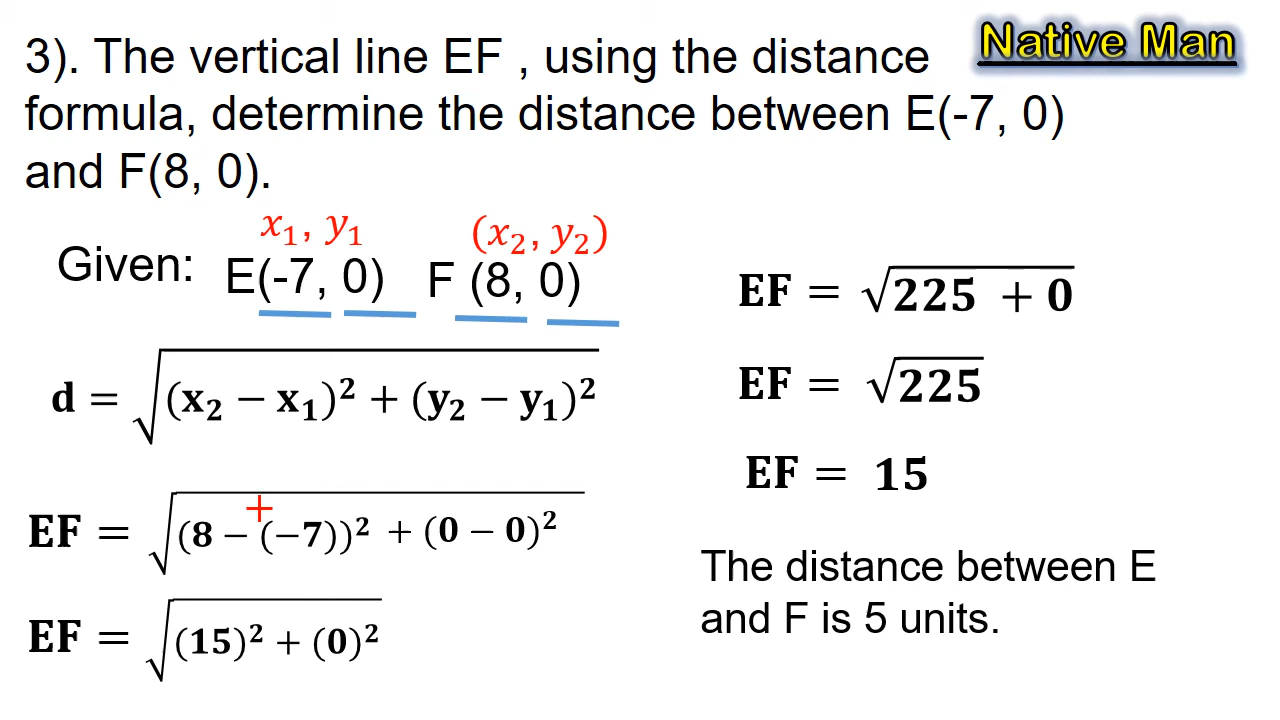 Native Man
3). The vertical line EF , using the distance
formula, determine the distance between E(-7, 0)
and F(8, 0).
x₁, y₁ (x₂, y₂)
Given: E(-7, 0) F (8, 0)
d = √(x₂ − x₁)² + (y₂ − y₁)²
EF = √(8 − (−7))² + (0 − 0)²
+
EF = √(15)² + (0)²
EF = √225 + 0
EF = √225
EF = 15
The distance between E
and F is 5 units.